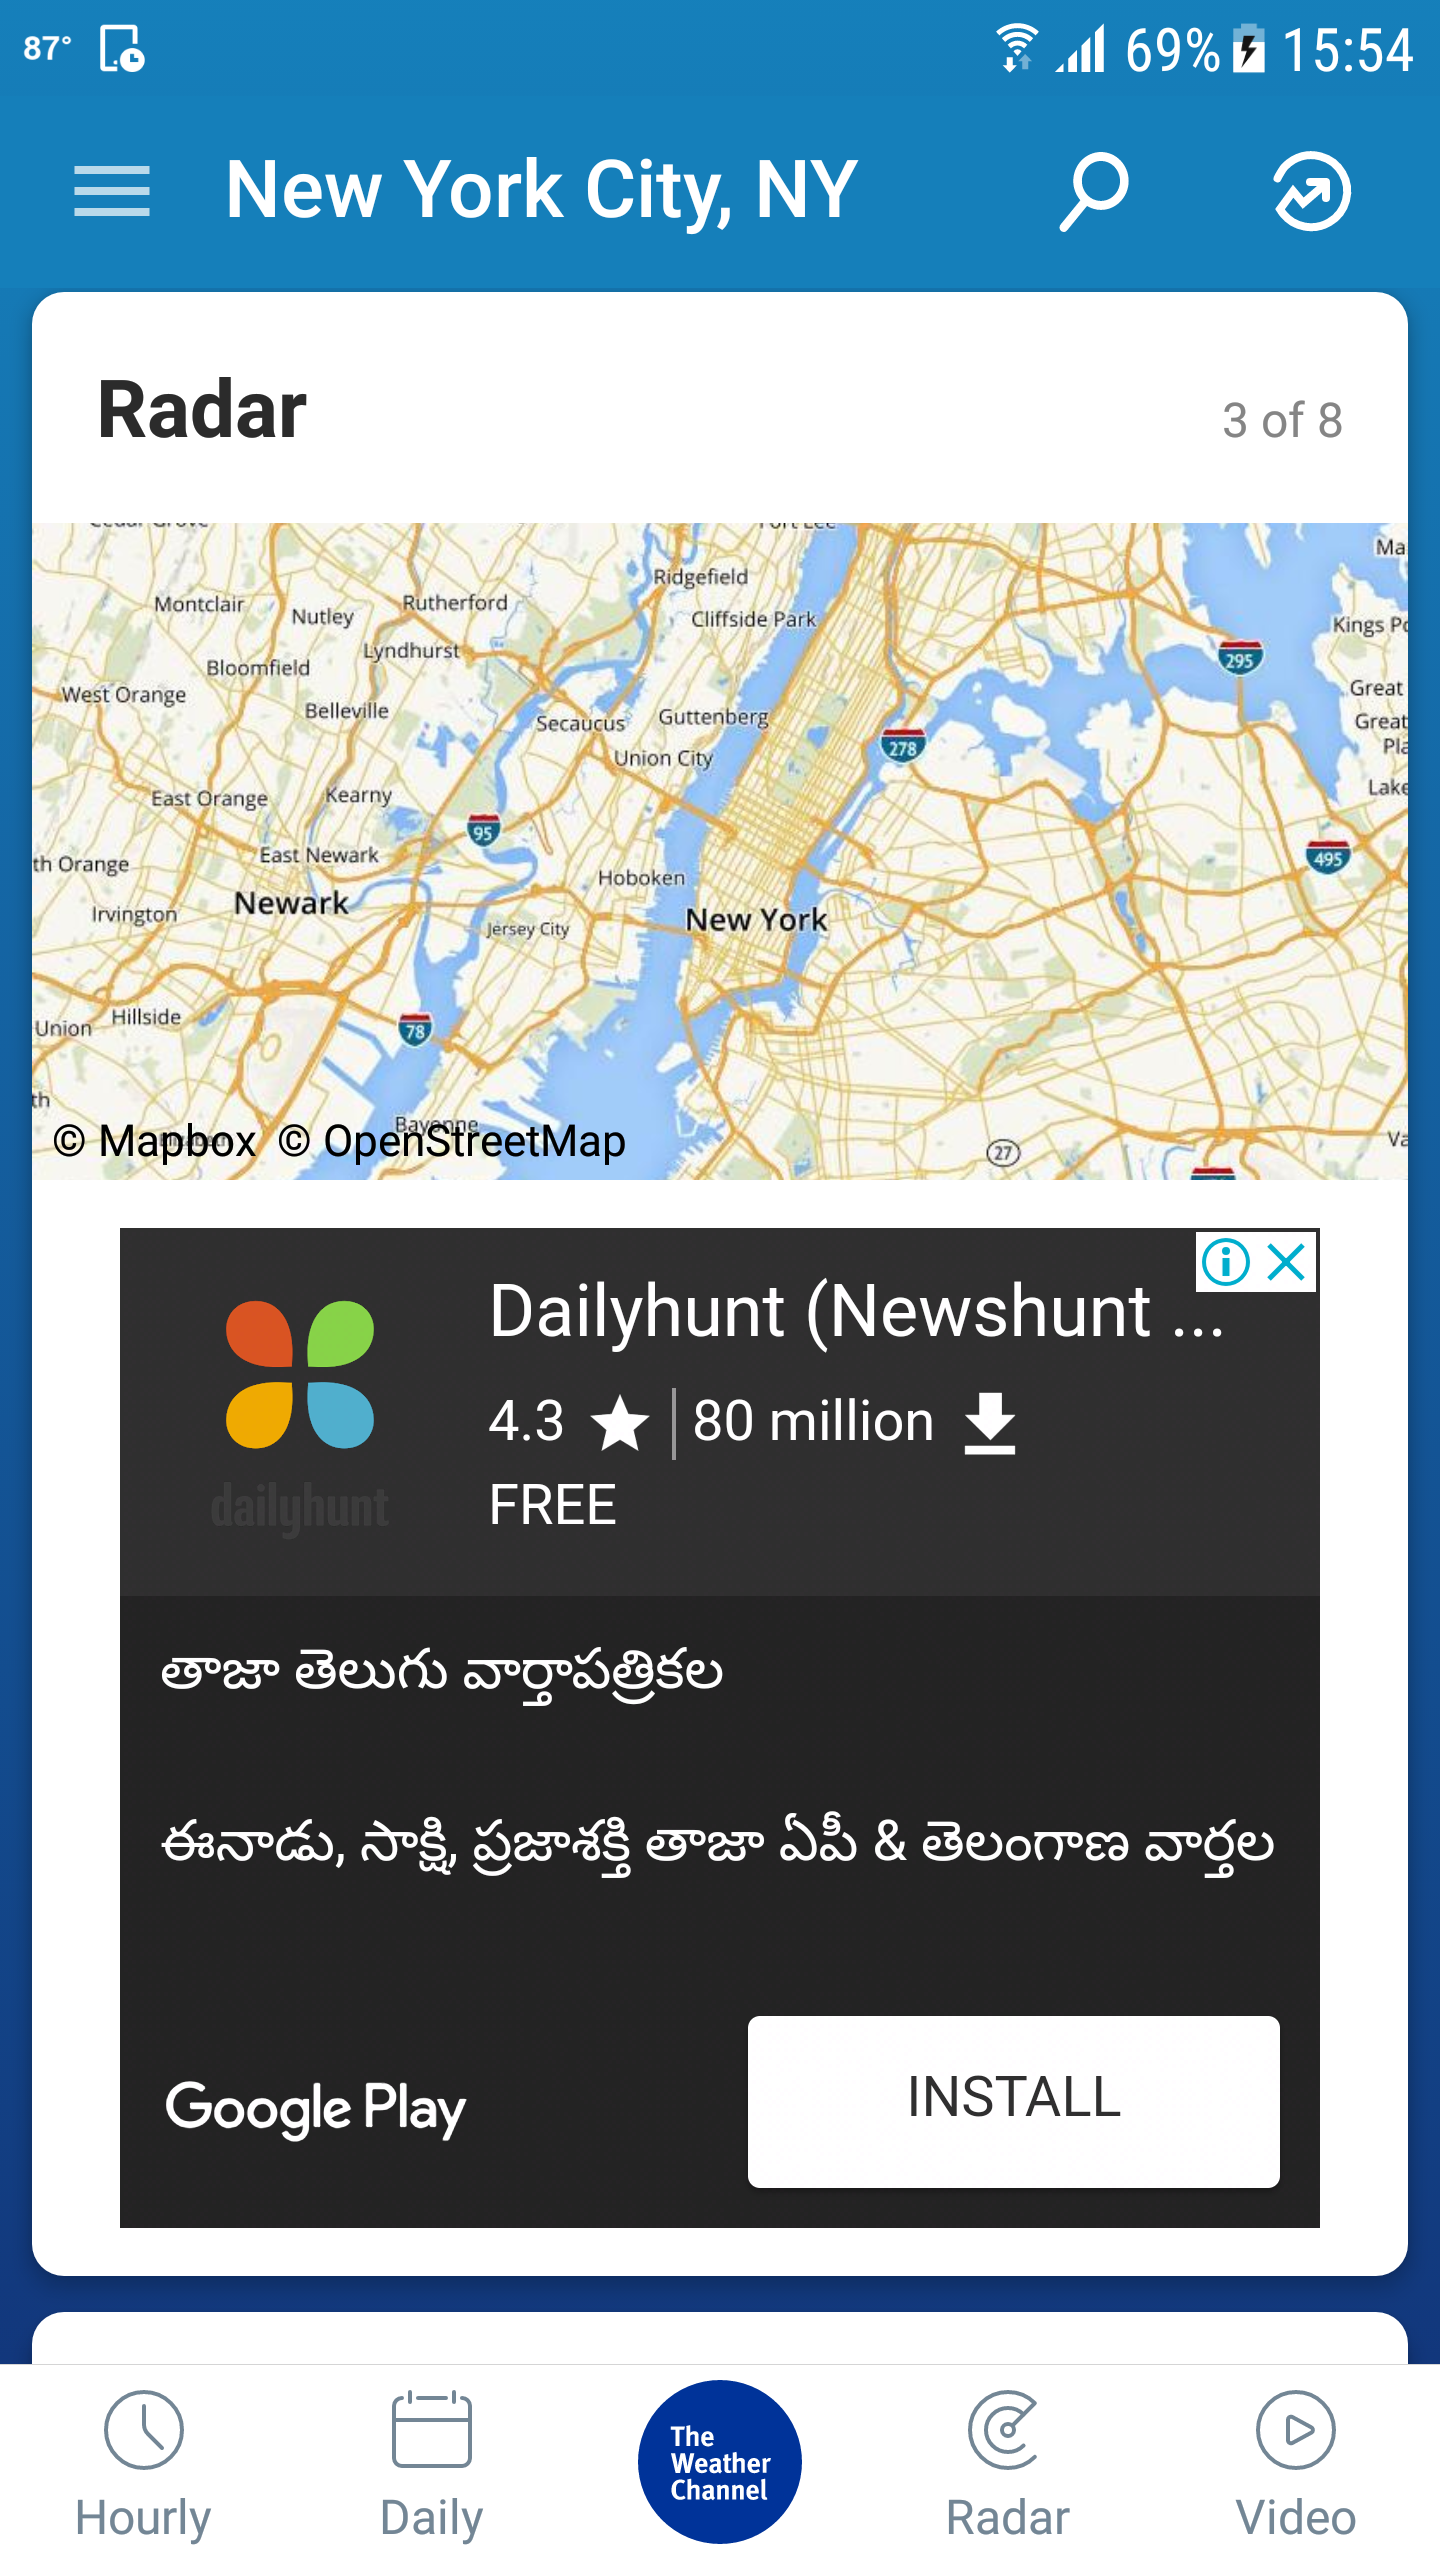 87°
69% 15:54
New York City, NY
Radar
3 of 8
Ridgefield
Montclair
Nutley
Rutherford
Cliffside Park
Kings
Lyndhurst
Bloomfield
295
West Orange
Belleville
Great
Secaucus
Guttenberg
Great
278
Union City
East Orange
Kearny
Lake
95
East Newark
495
th Orange
Hoboken
Newark
Irvington
New York
Jersey City
Hillside
Union
78
th
Bayonne
© Mapbox © OpenStreetMap
27
Dailyhunt (Newshunt ...
4.3 80 million
FREE
dailyhunt
తాజా తెలుగు వార్తాపత్రికల
ఈనాడు, సాక్షి, ప్రజాశక్తి తాజా ఏపీ & తెలంగాణ వార్తల
Google Play
INSTALL
The
Weather
Channel
Hourly
Daily
Radar
Video